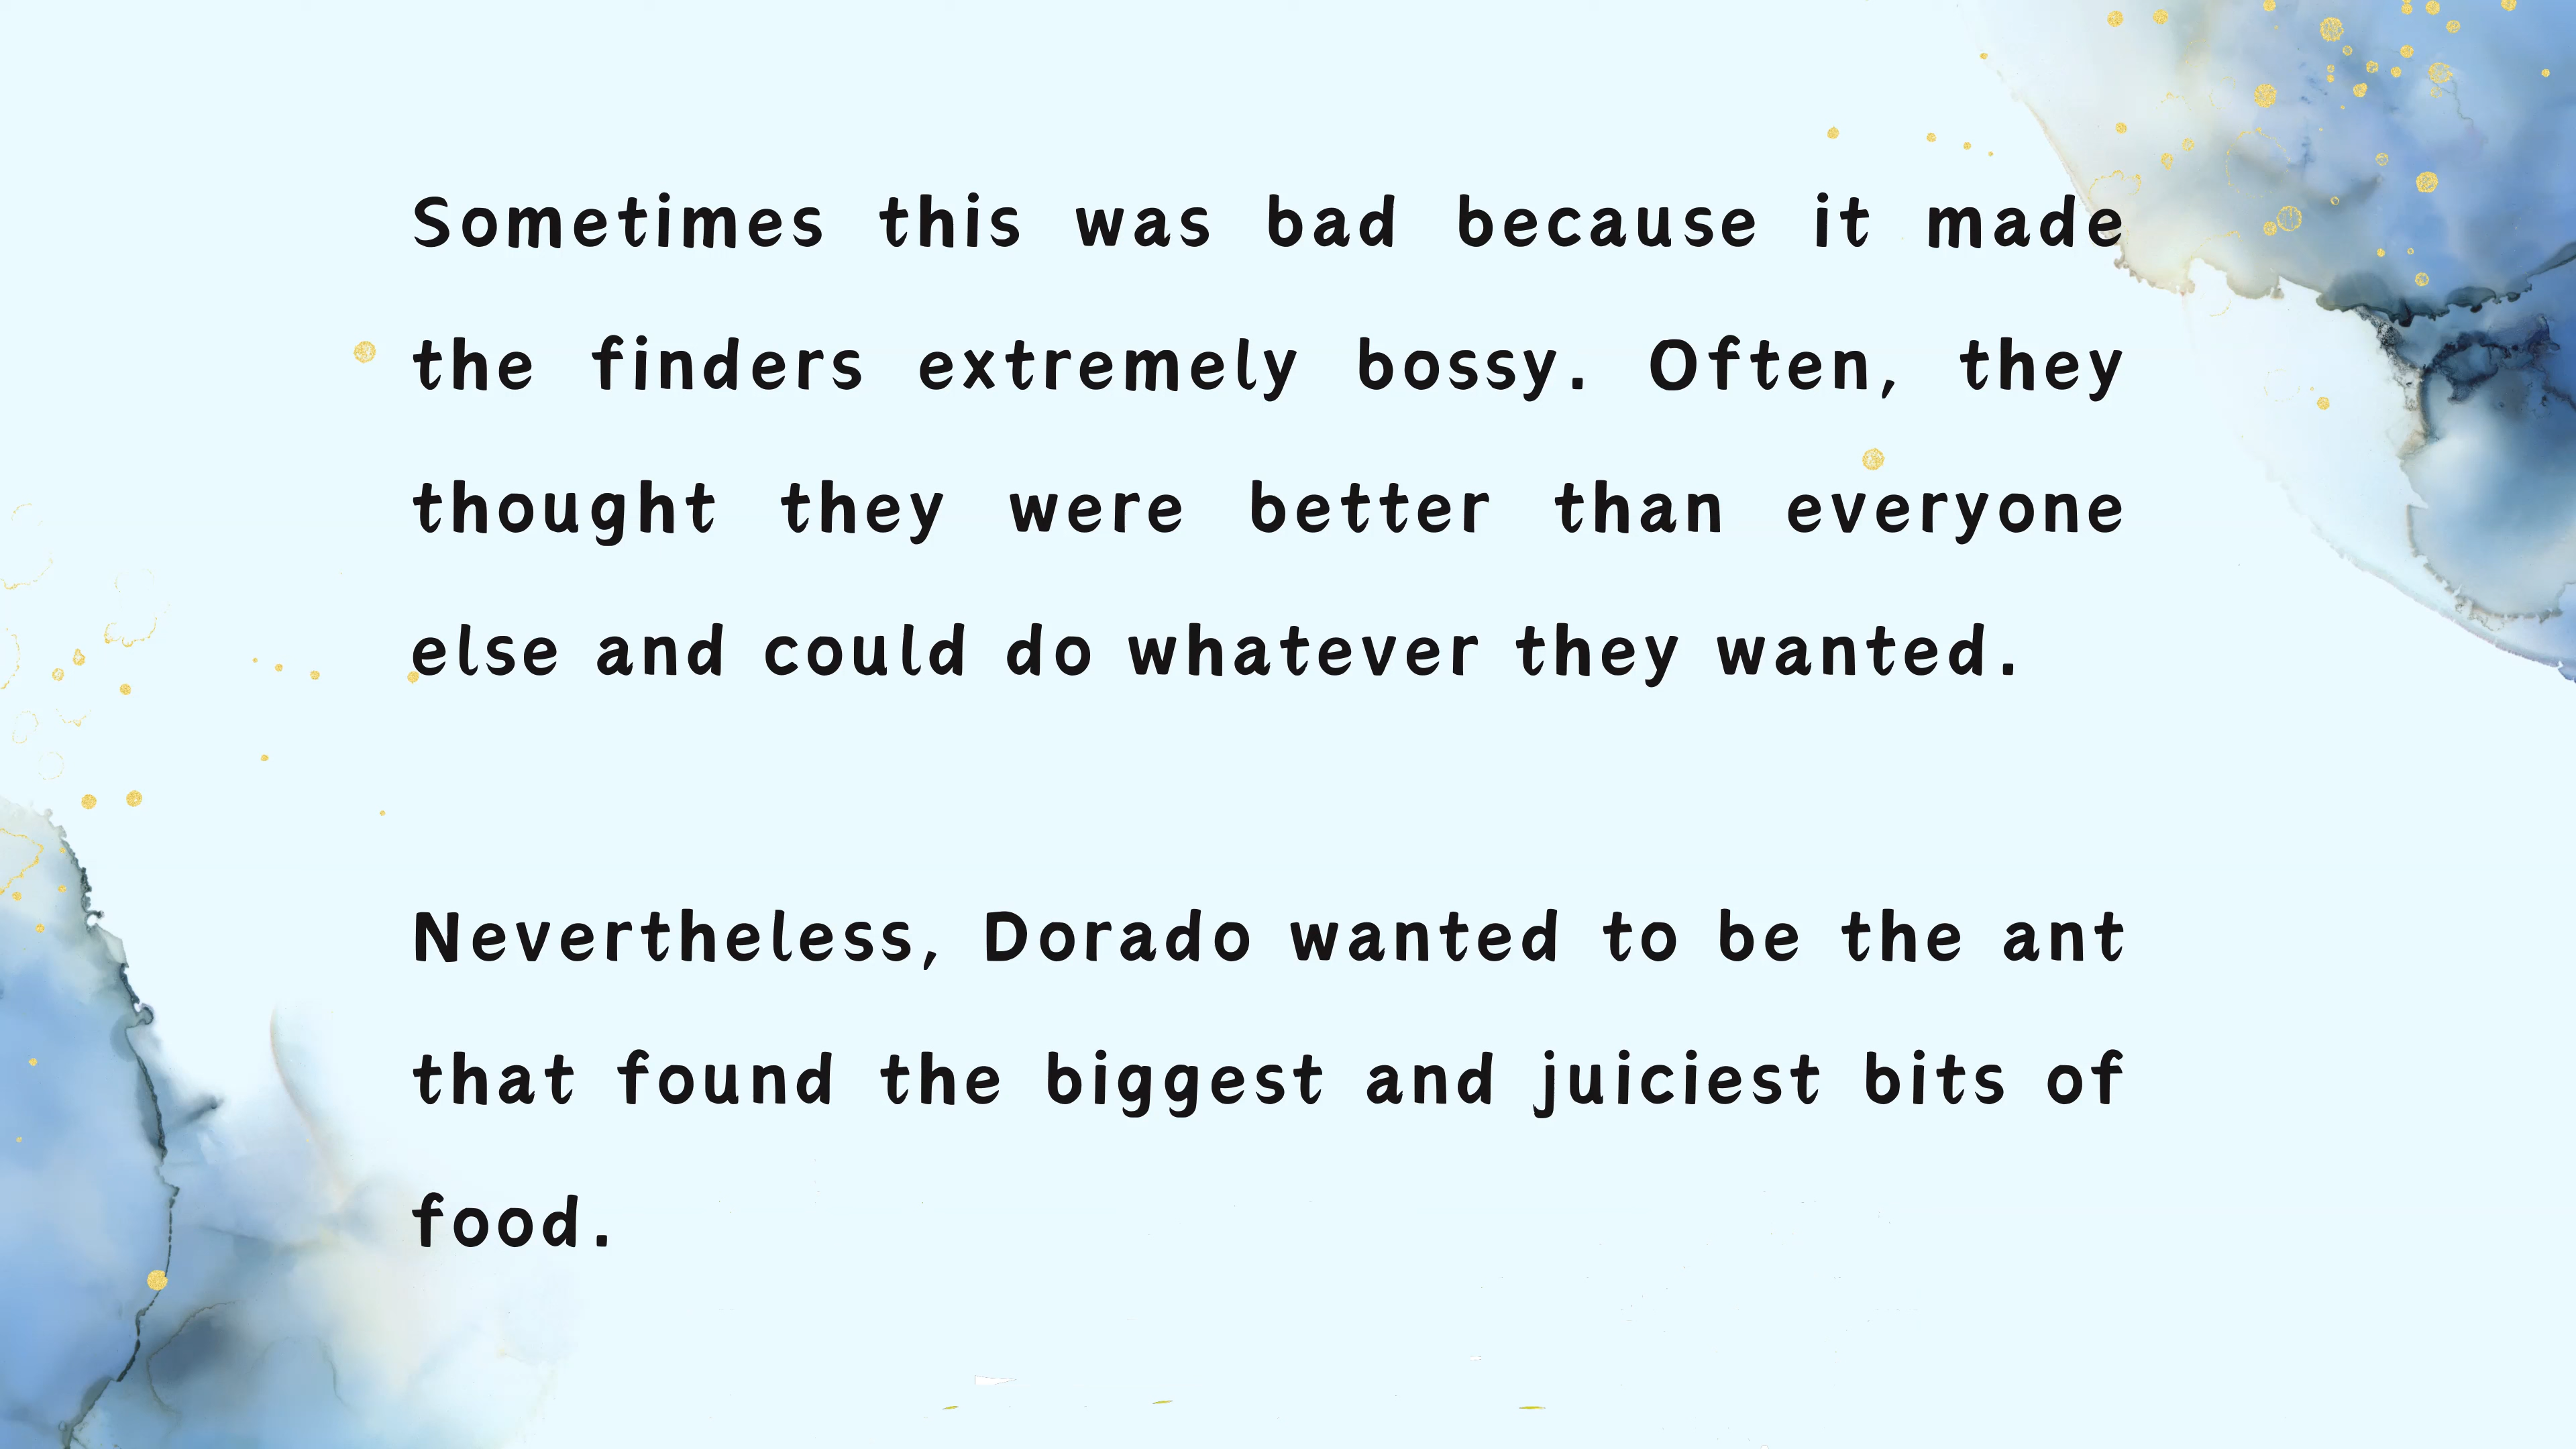 Sometimes this was bad because it made
the finders extremely bossy. Often, they
thought they were better than everyone
else and could do whatever they wanted.
Nevertheless, Dorado wanted to be the ant
that found the biggest and juiciest bits of
food.